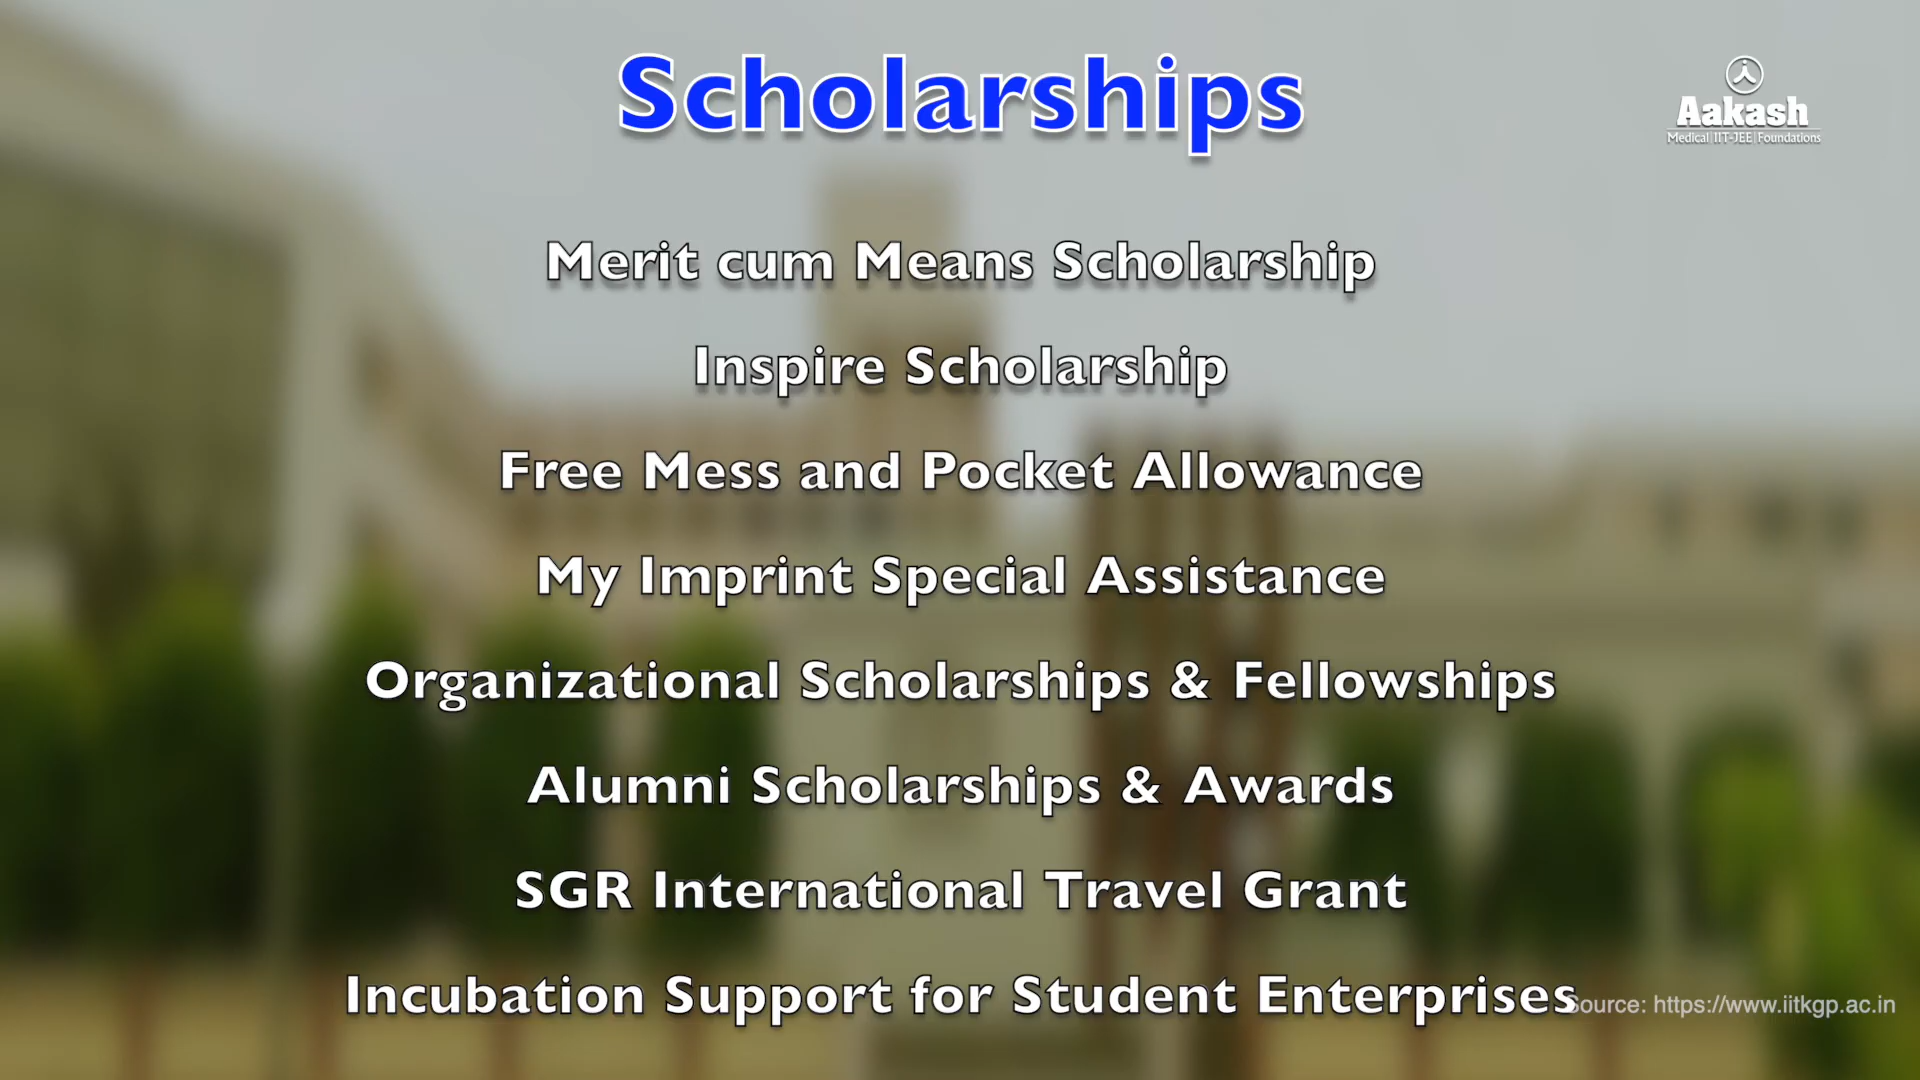 Scholarships
Aakash
Medical|IIT-JEE|Foundations
Merit cum Means Scholarship
Inspire Scholarship
Free Mess and Pocket Allowance
My Imprint Special Assistance
Organizational Scholarships & Fellowships
Alumni Scholarships & Awards
SGR International Travel Grant
Incubation Support for Student Enterprises
Source: https://www.iitkgp.ac.in